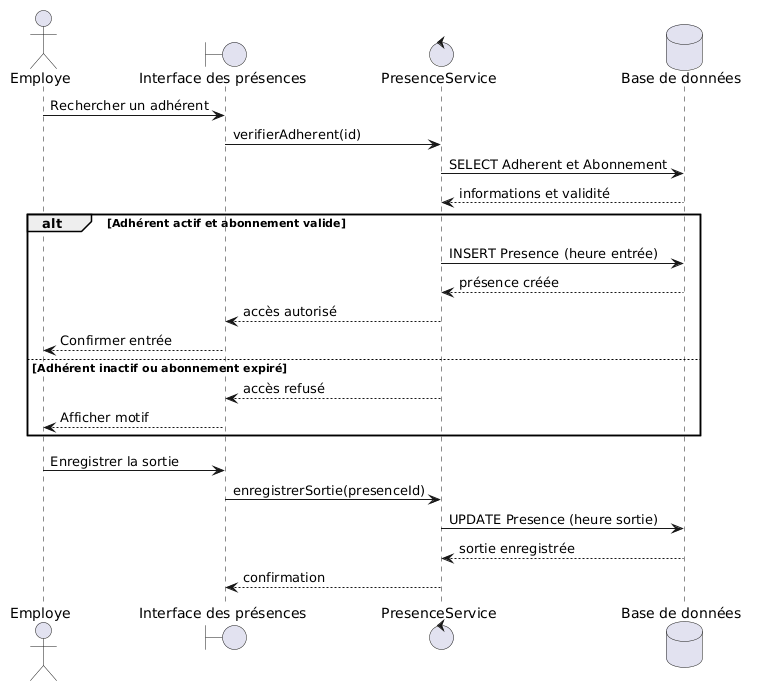 Employe
Interface des présences
PresenceService
Base de données
Rechercher un adhérent
verifierAdherent(id)
SELECT Adherent et Abonnement
informations et validité
alt [Adhérent actif et abonnement valide]
INSERT Presence (heure entrée)
présence créée
accès autorisé
Confirmer entrée
[Adhérent inactif ou abonnement expiré]
accès refusé
Afficher motif
Enregistrer la sortie
enregistrerSortie(presenceId)
UPDATE Presence (heure sortie)
sortie enregistrée
confirmation
Employe
Interface des présences
PresenceService
Base de données